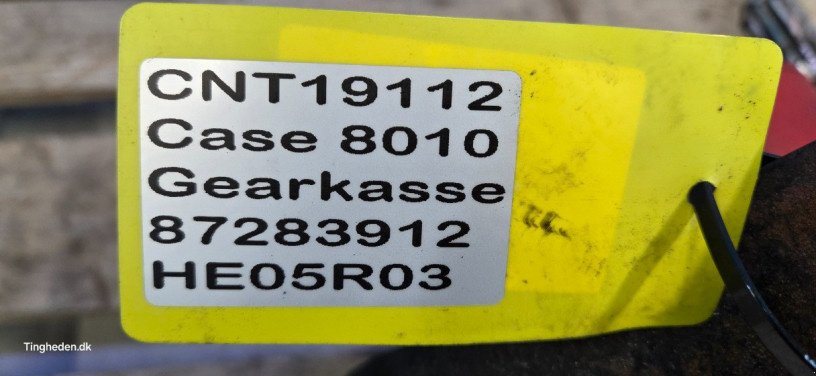 CNT19112
Case 8010
Gearkasse
87283912
HE05R03
Tingheden.dk